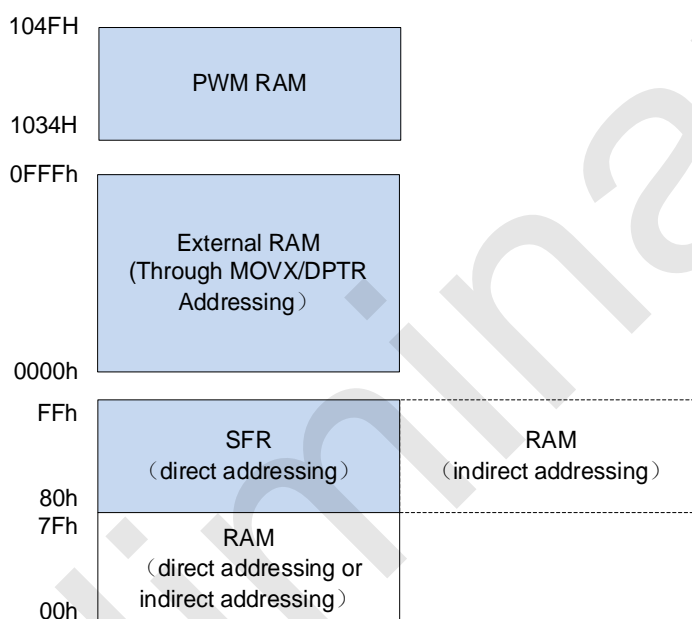 104FH
PWM RAM
1034H
0FFFh
External RAM
(Through MOVX/DPTR
Addressing）
0000h
FFh
SFR
（direct addressing）
RAM
（indirect addressing）
80h
7Fh
RAM
（direct addressing or
indirect addressing）
00h